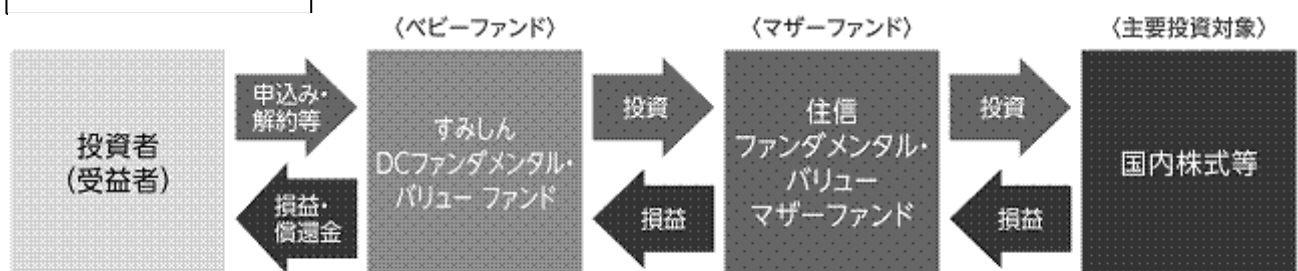 〈ベビーファンド〉
〈マザーファンド〉
〈主要投資対象〉
投資者
(受益者)
申込み・
解約等
損益・
償還金
すみしん
DCファンダメンタル・
バリュー ファンド
投資
損益
住信
ファンダメンタル・
バリュー
マザーファンド
投資
損益
国内株式等